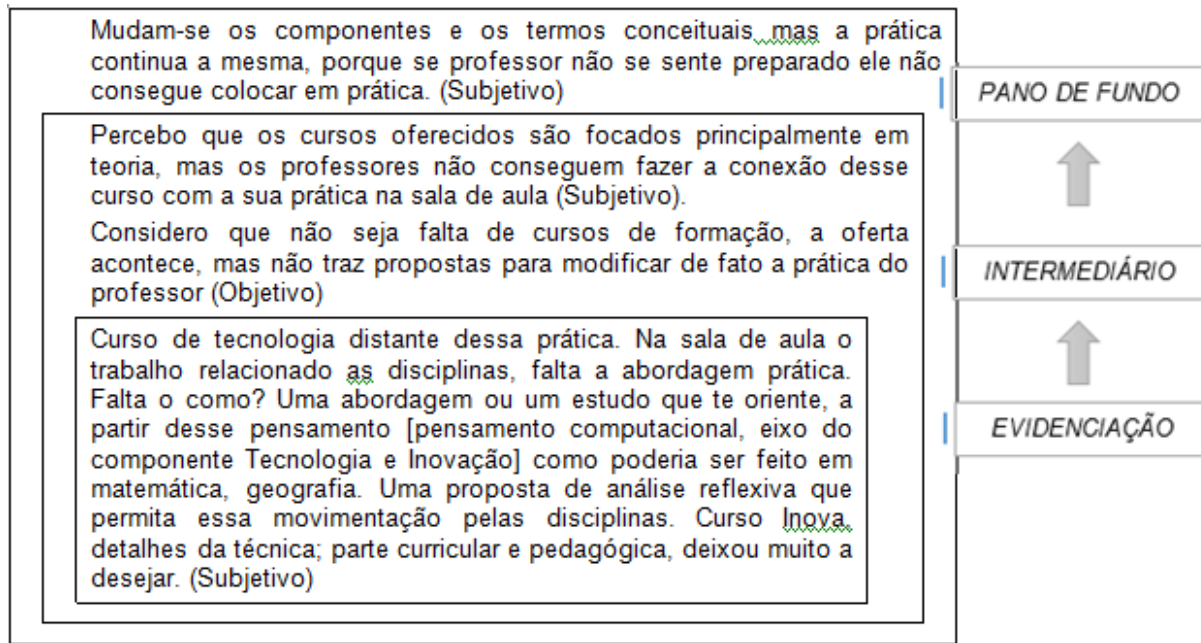 Mudam-se os componentes e os termos conceituais mas a prática
continua a mesma, porque se professor não se sente preparado ele não
consegue colocar em prática. (Subjetivo)
PANO DE FUNDO
Percebo que os cursos oferecidos são focados principalmente em
teoria, mas os professores não conseguem fazer a conexão desse
curso com a sua prática na sala de aula (Subjetivo).
Considero que não seja falta de cursos de formação, a oferta
acontece, mas não traz propostas para modificar de fato a prática do
professor (Objetivo)
INTERMEDIÁRIO
Curso de tecnologia distante dessa prática. Na sala de aula o
trabalho relacionado as disciplinas, falta a abordagem prática.
Falta o como? Uma abordagem ou um estudo que te oriente, a
partir desse pensamento [pensamento computacional, eixo do
componente Tecnologia e Inovação] como poderia ser feito em
matemática, geografia. Uma proposta de análise reflexiva que
permita essa movimentação pelas disciplinas. Curso Inova,
detalhes da técnica; parte curricular e pedagógica, deixou muito a
desejar. (Subjetivo)
EVIDENCIAÇÃO